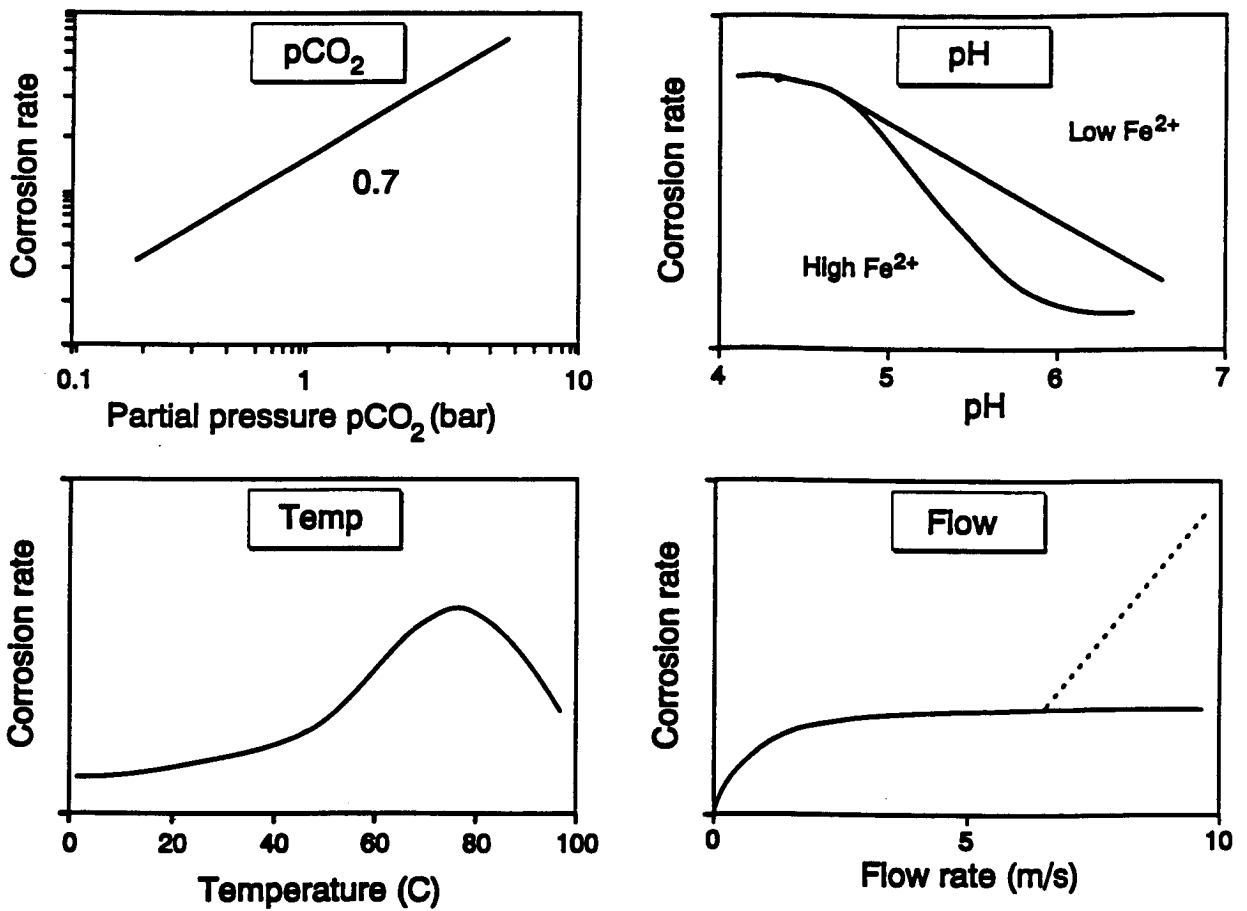 pCO₂
Corrosion rate
0.7
0.1 1 10
Partial pressure pCO₂ (bar)
pH
Corrosion rate
Low Fe²⁺
High Fe²⁺
4 5 6 7
pH
Temp
Corrosion rate
0 20 40 60 80 100
Temperature (C)
Flow
Corrosion rate
0 5 10
Flow rate (m/s)